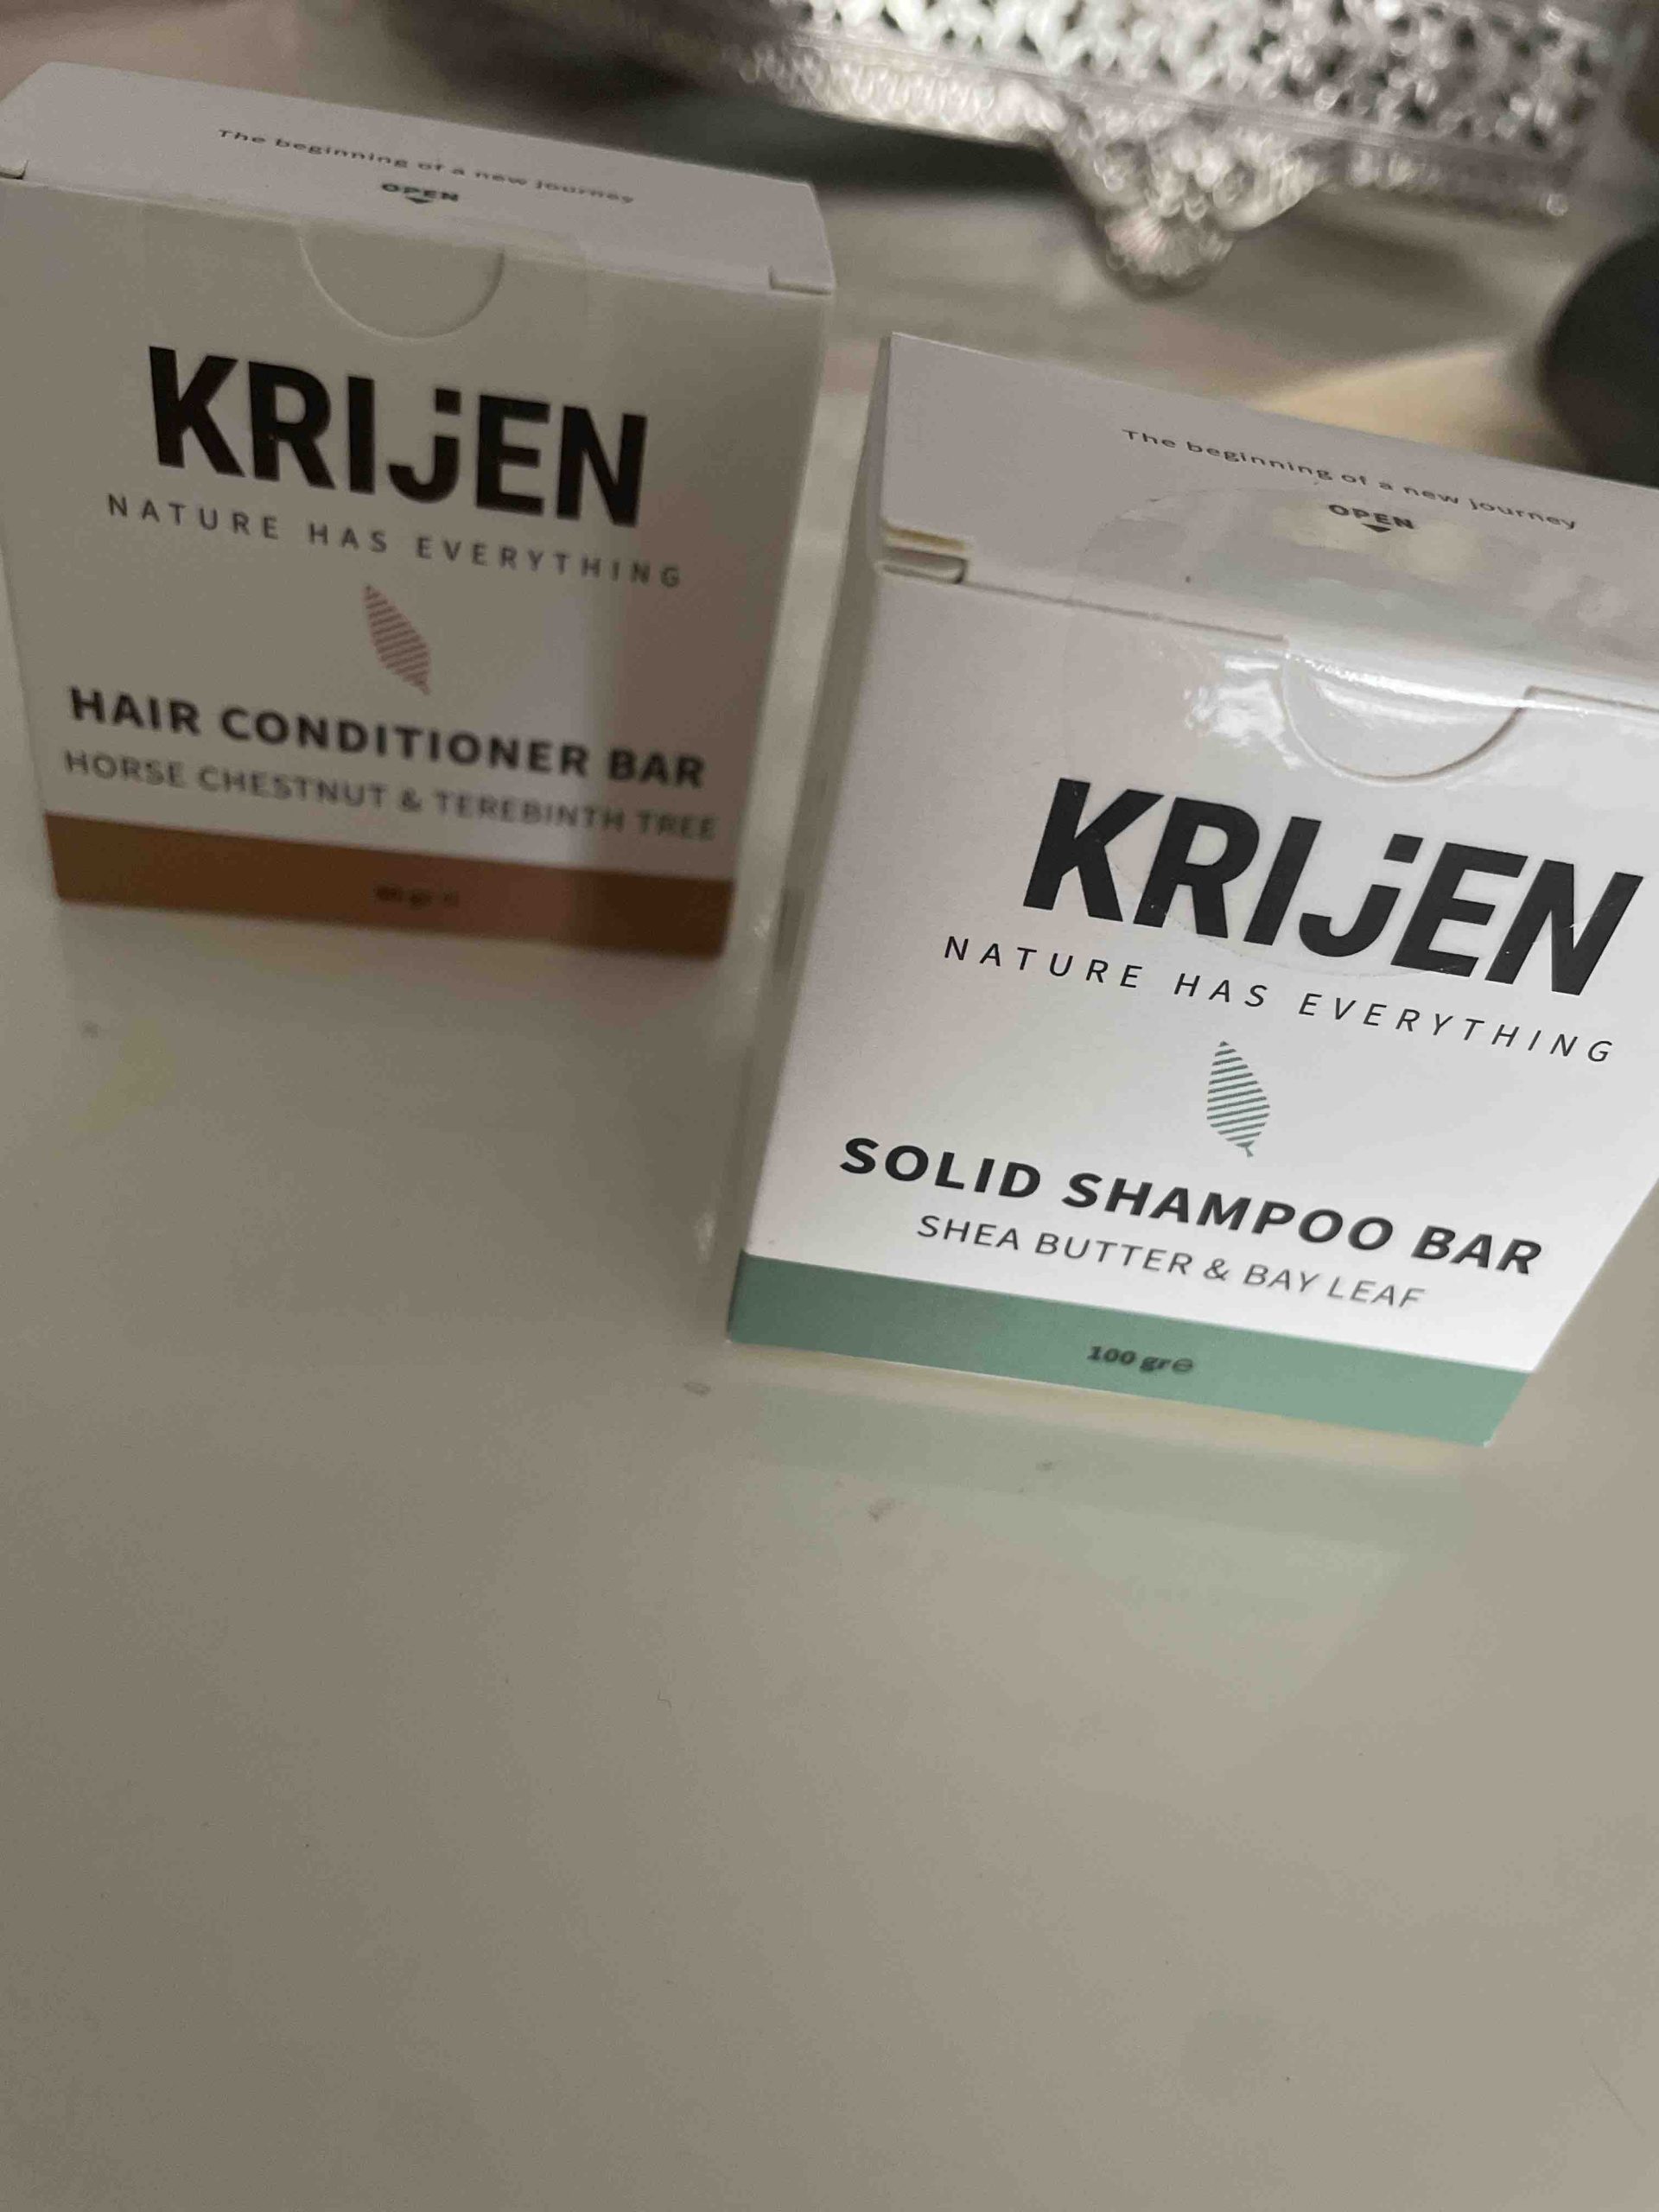 The beginning of a new journey
OPEN
KRIJEN
NATURE HAS EVERYTHING
HAIR CONDITIONER BAR
HORSE CHESTNUT & TEREBINTH TREE
The beginning of a new journey
OPEN
KRIJEN
NATURE HAS EVERYTHING
SOLID SHAMPOO BAR
SHEA BUTTER & BAY LEAF
100 gr℮